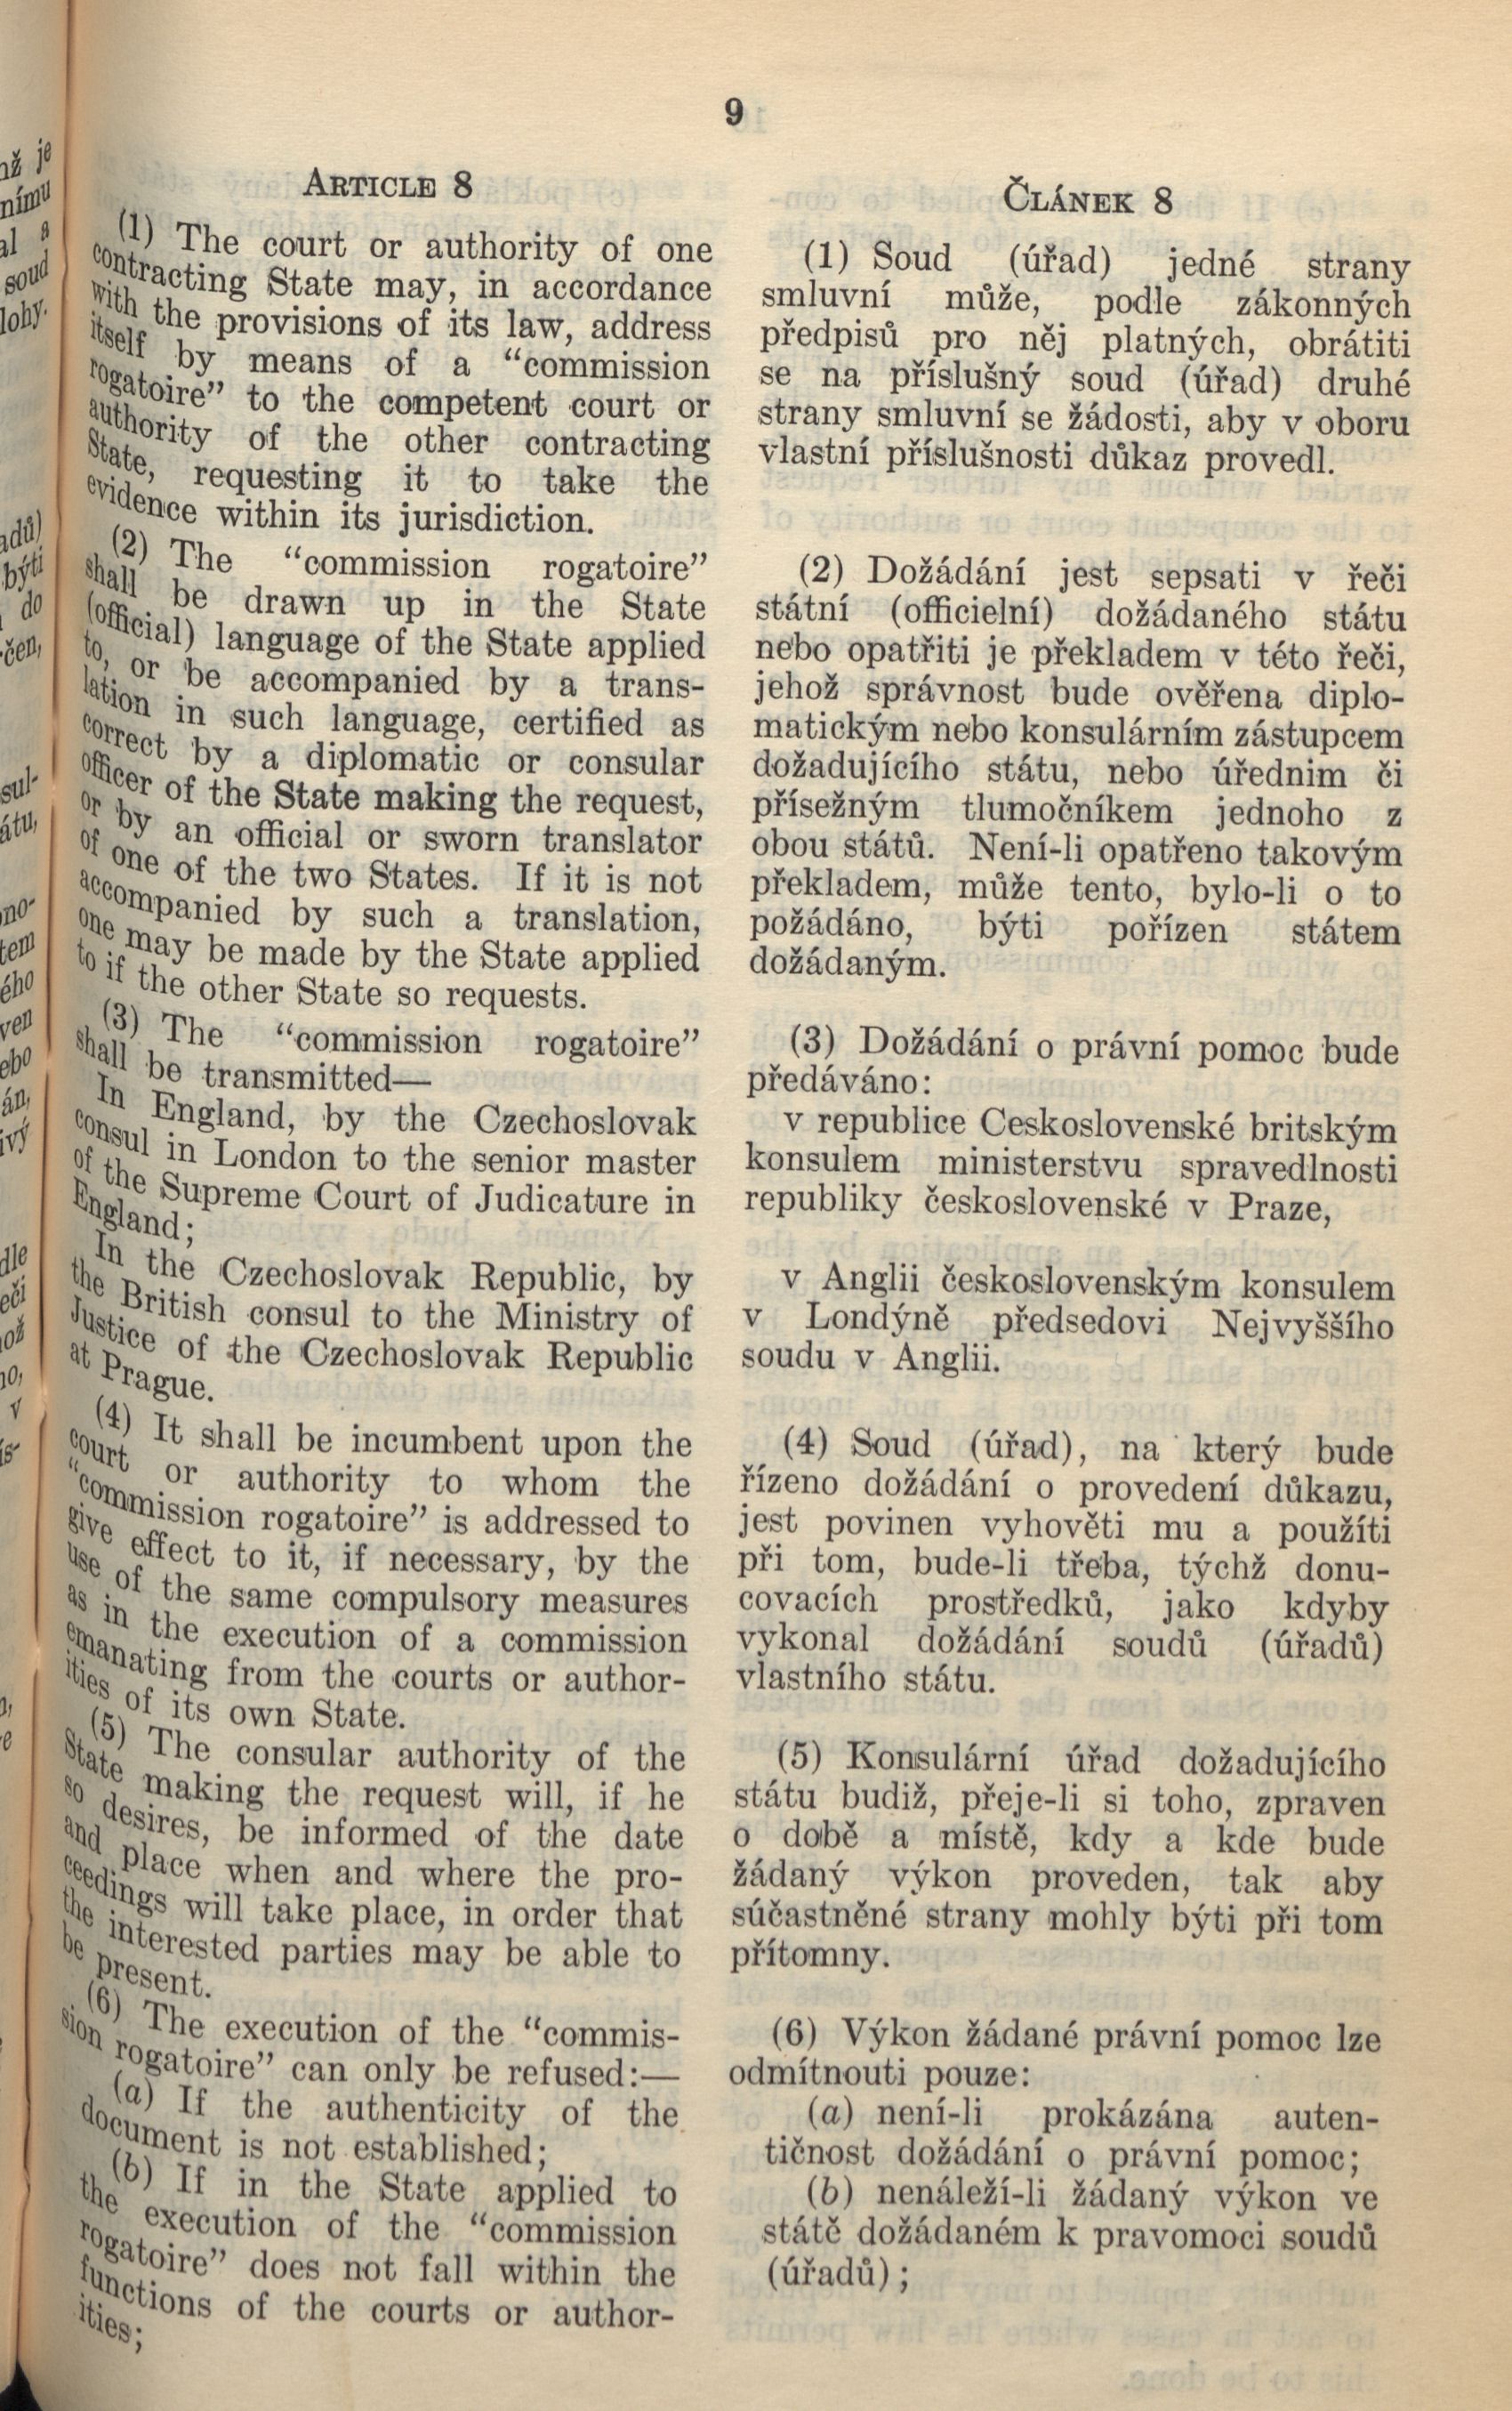 9
ARTICLE 8
(1) The court or authority of one
contracting State may, in accordance
with the provisions of its law, address
itself by means of a “commission
rogatoire” to the competent court or
authority of the other contracting
State, requesting it to take the
evidence within its jurisdiction.
(2) The “commission rogatoire”
shall be drawn up in the State
(official) language of the State applied
to, or be accompanied by a trans-
lation in such language, certified as
correct by a diplomatic or consular
officer of the State making the request,
or by an official or sworn translator
of one of the two States. If it is not
accompanied by such a translation,
one may be made by the State applied
to if the other State so requests.
(3) The “commission rogatoire”
shall be transmitted—
In England, by the Czechoslovak
consul in London to the senior master
of the Supreme Court of Judicature in
England;
In the Czechoslovak Republic, by
the British consul to the Ministry of
Justice of the Czechoslovak Republic
at Prague.
(4) It shall be incumbent upon the
court or authority to whom the
“commission rogatoire” is addressed to
give effect to it, if necessary, by the
use of the same compulsory measures
as in the execution of a commission
emanating from the courts or author-
ities of its own State.
(5) The consular authority of the
State making the request will, if he
so desires, be informed of the date
and place when and where the pro-
ceedings will take place, in order that
the interested parties may be able to
be present.
(6) The execution of the “commis-
sion rogatoire” can only be refused:—
(a) If the authenticity of the
document is not established;
(b) If in the State applied to
the execution of the “commission
rogatoire” does not fall within the
functions of the courts or author-
ities;
ČLÁNEK 8
(1) Soud (úřad) jedné strany
smluvní může, podle zákonných
předpisů pro něj platných, obrátiti
se na příslušný soud (úřad) druhé
strany smluvní se žádosti, aby v oboru
vlastní příslušnosti důkaz provedl.
(2) Dožádání jest sepsati v řeči
státní (officielní) dožádaného státu
nebo opatřiti je překladem v této řeči,
jehož správnost bude ověřena diplo-
matickým nebo konsulárním zástupcem
dožadujícího státu, nebo úřednim či
přísežným tlumočníkem jednoho z
obou států. Není-li opatřeno takovým
překladem, může tento, bylo-li o to
požádáno, býti pořízen státem
dožádaným.
(3) Dožádání o právní pomoc bude
předáváno:
v republice Ceskoslovenské britským
konsulem ministerstvu spravedlnosti
republiky československé v Praze,
v Anglii československým konsulem
v Londýně předsedovi Nejvyššího
soudu v Anglii.
(4) Soud (úřad), na který bude
řízeno dožádání o provedení důkazu,
jest povinen vyhověti mu a použíti
při tom, bude-li třeba, týchž donu-
covacích prostředků, jako kdyby
vykonal dožádání soudů (úřadů)
vlastního státu.
(5) Konsulární úřad dožadujícího
státu budiž, přeje-li si toho, zpraven
o době a místě, kdy a kde bude
žádaný výkon proveden, tak aby
súčastněné strany mohly býti při tom
přítomny.
(6) Výkon žádané právní pomoc lze
odmítnouti pouze:
(a) není-li prokázána auten-
tičnost dožádání o právní pomoc;
(b) nenáleží-li žádaný výkon ve
státě dožádaném k pravomoci soudů
(úřadů);